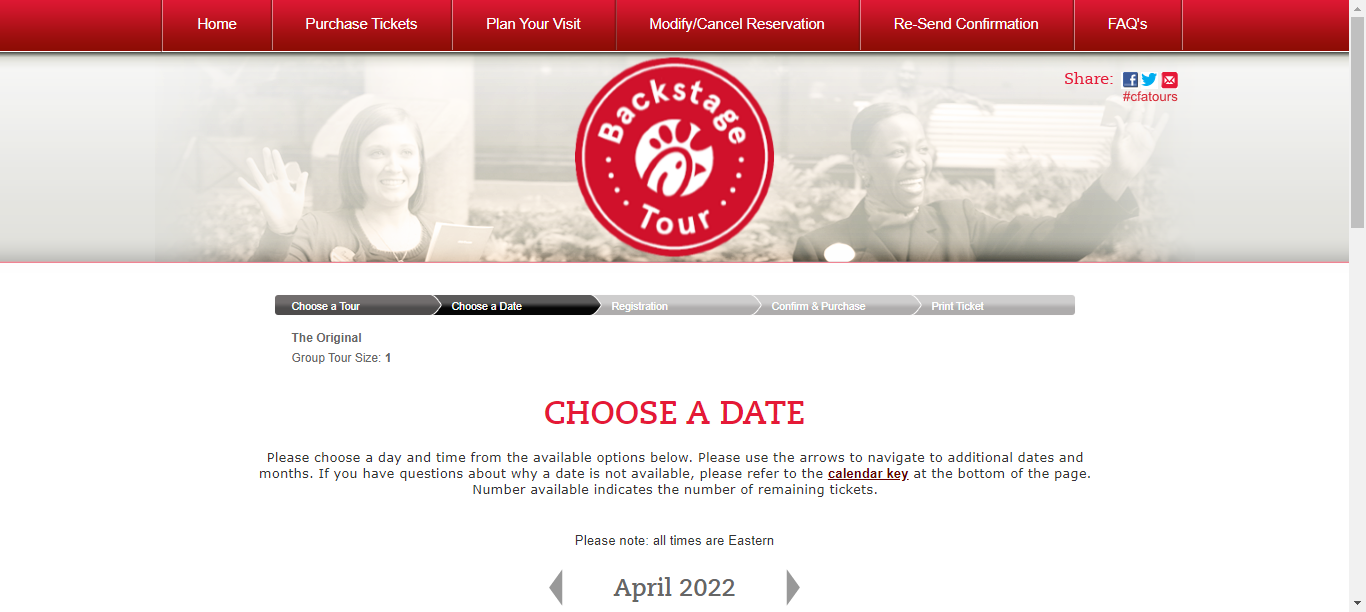 Home Purchase Tickets Plan Your Visit Modify/Cancel Reservation Re-Send Confirmation FAQ's
Backstage
Tour
Share:
#cfatours
Choose a Tour Choose a Date Registration Confirm & Purchase Print Ticket
The Original
Group Tour Size: 1
CHOOSE A DATE
Please choose a day and time from the available options below. Please use the arrows to navigate to additional dates and
months. If you have questions about why a date is not available, please refer to the calendar key at the bottom of the page.
Number available indicates the number of remaining tickets.
Please note: all times are Eastern
April 2022